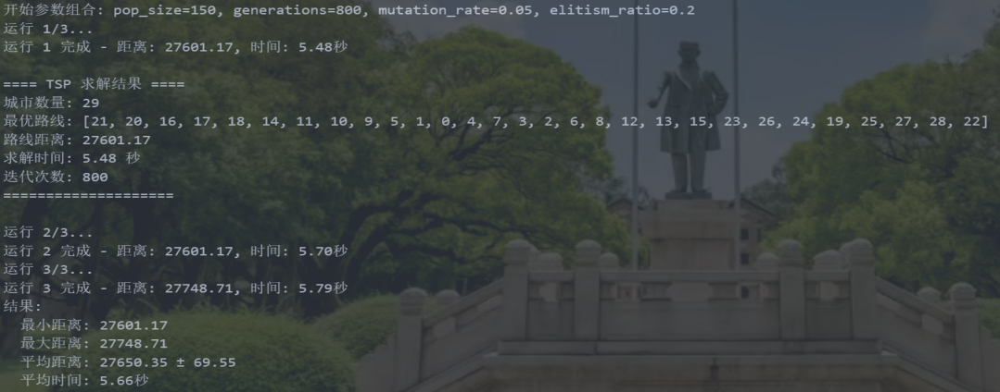 开始参数组合: pop_size=150, generations=800, mutation_rate=0.05, elitism_ratio=0.2
运行 1/3...
运行 1 完成 - 距离: 27601.17, 时间: 5.48秒
==== TSP 求解结果 ====
城市数量: 29
最优路线: [21, 20, 16, 17, 18, 14, 11, 10, 9, 5, 1, 0, 4, 7, 3, 2, 6, 8, 12, 13, 15, 23, 26, 24, 19, 25, 27, 28, 22]
路线距离: 27601.17
求解时间: 5.48 秒
迭代次数: 800
====================
运行 2/3...
运行 2 完成 - 距离: 27601.17, 时间: 5.70秒
运行 3/3...
运行 3 完成 - 距离: 27748.71, 时间: 5.79秒
结果:
最小距离: 27601.17
最大距离: 27748.71
平均距离: 27650.35 ± 69.55
平均时间: 5.66秒